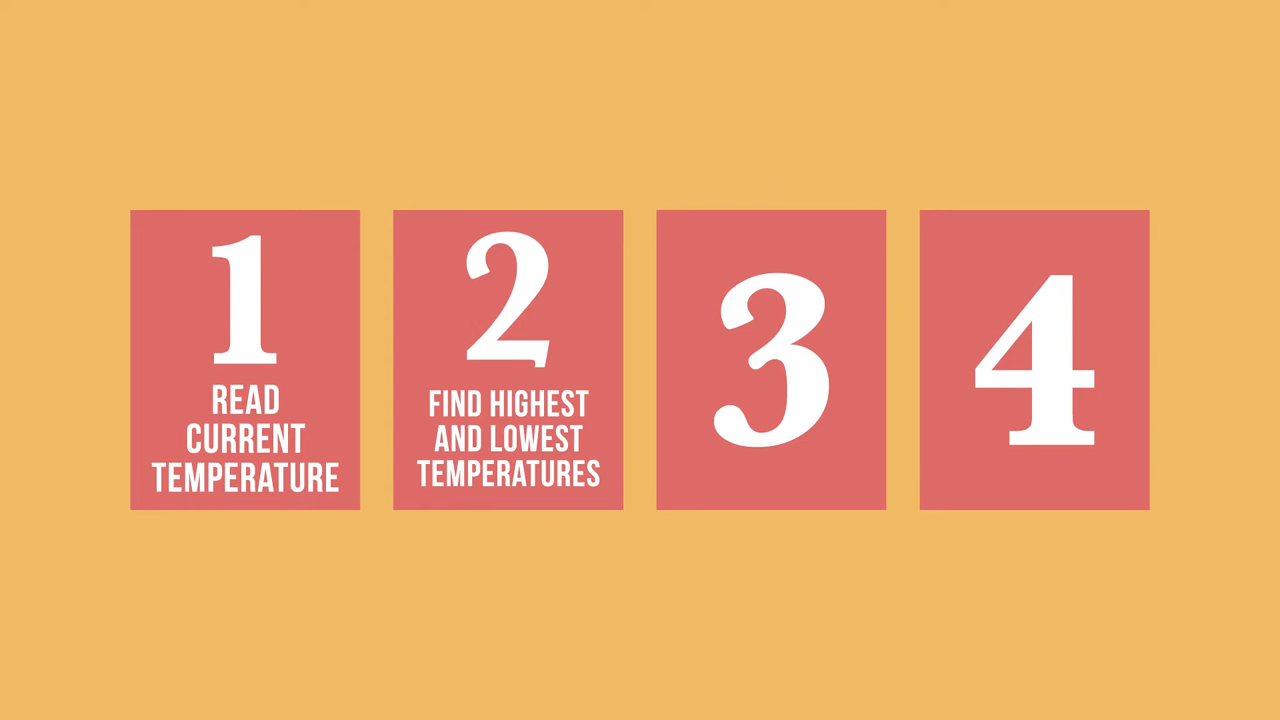 1
READ
CURRENT
TEMPERATURE
2
FIND HIGHEST
AND LOWEST
TEMPERATURES
3
4